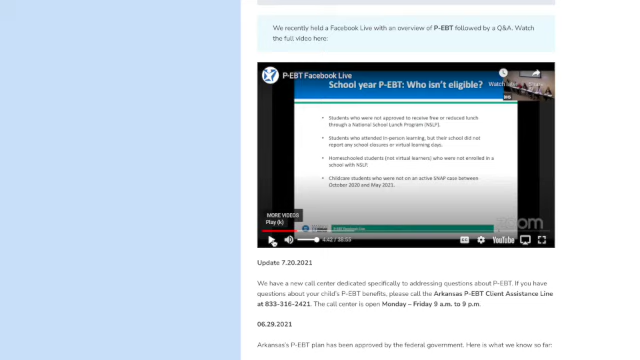 We recently held a Facebook Live with an overview of P-EBT followed by a Q&A. Watch
the full video here:
P-EBT Facebook Live
School year P-EBT: Who isn't eligible?
Watch
• Students who were not approved to receive free or reduced lunch
through a National School Lunch Program (NSLP).
• Students who attended in-person learning, but their school did not
report any school closures or virtual learning days.
• Homeschooled students (not virtual learners) who were not enrolled in a
school with NSLP.
• Childcare students who were not on an active SNAP case between
October 2020 and May 2021.
MORE VIDEOS
Play (k)
4:42 / 38:55
YouTube
Update 7.20.2021
We have a new call center dedicated specifically to addressing questions about P-EBT. If you have
questions about your child's P-EBT benefits, please call the Arkansas P-EBT Client Assistance Line
at 833-316-2421. The call center is open Monday – Friday 9 a.m. to 9 p.m.
06.29.2021
Arkansas's P-EBT plan has been approved by the federal government. Here is what we know so far: